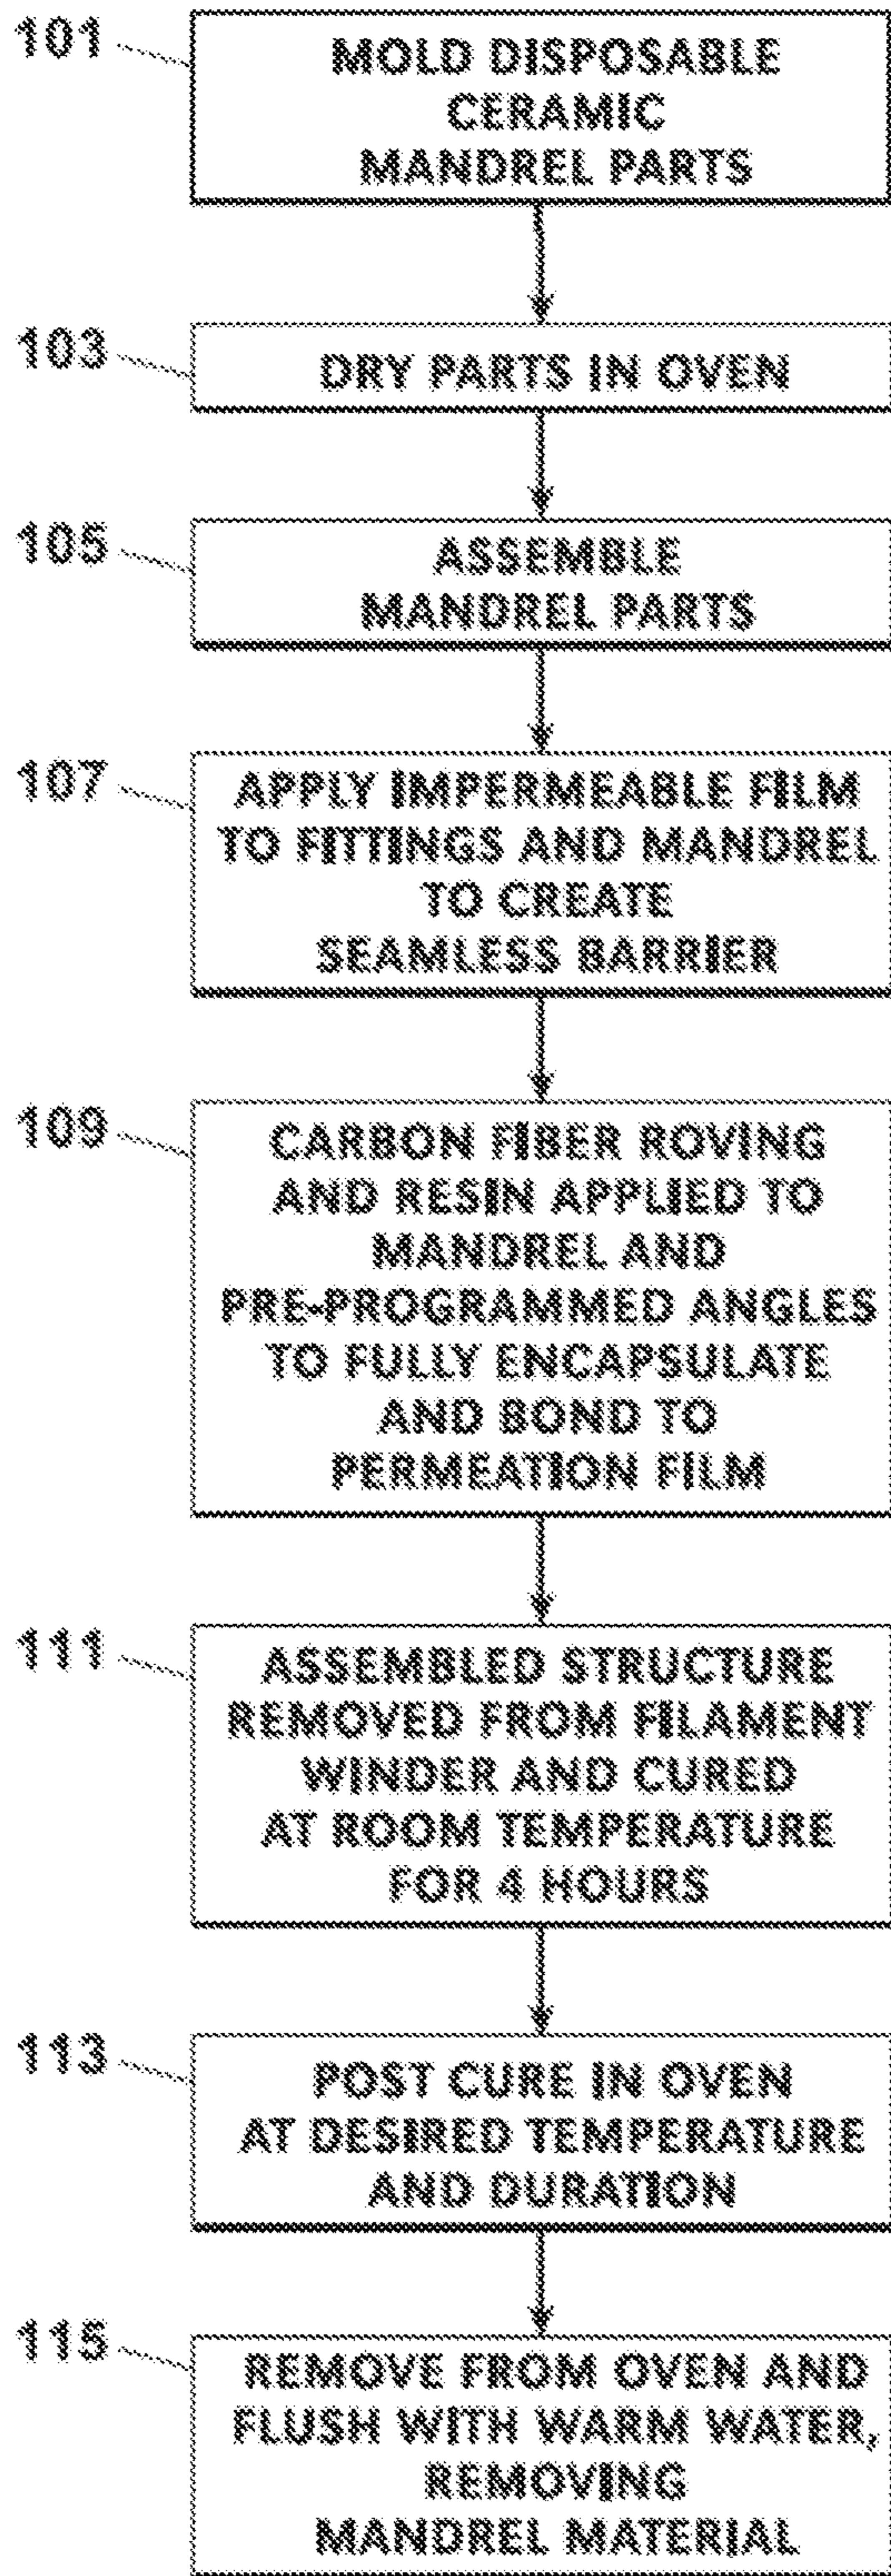 101
MOLD DISPOSABLE
CERAMIC
MANDREL PARTS
103
DRY PARTS IN OVEN
105
ASSEMBLE
MANDREL PARTS
107
APPLY IMPERMEABLE FILM
TO FITTINGS AND MANDREL
TO CREATE
SEAMLESS BARRIER
109
CARBON FIBER ROVING
AND RESIN APPLIED TO
MANDREL AND
PRE-PROGRAMMED ANGLES
TO FULLY ENCAPSULATE
AND BOND TO
PERMEATION FILM
111
ASSEMBLED STRUCTURE
REMOVED FROM FILAMENT
WINDER AND CURED
AT ROOM TEMPERATURE
FOR 4 HOURS
113
POST CURE IN OVEN
AT DESIRED TEMPERATURE
AND DURATION
115
REMOVE FROM OVEN AND
FLUSH WITH WARM WATER,
REMOVING
MANDREL MATERIAL